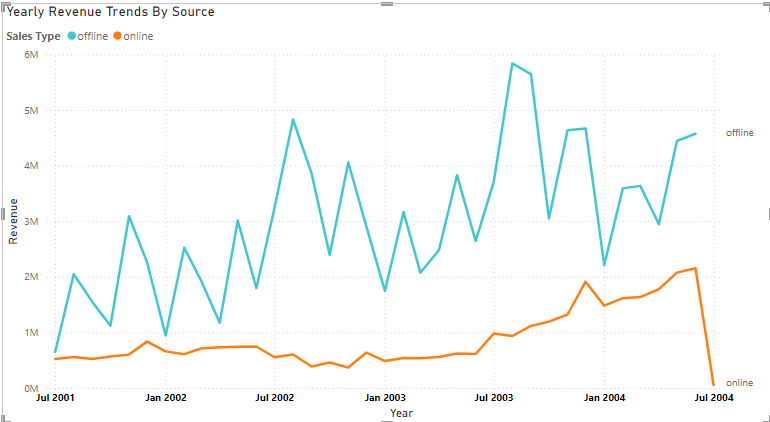 Yearly Revenue Trends By Source
Sales Type offline online
6M
5M
4M
3M
2M
1M
0M
Revenue
offline
online
Jul 2001 Jan 2002 Jul 2002 Jan 2003 Jul 2003 Jan 2004 Jul 2004
Year